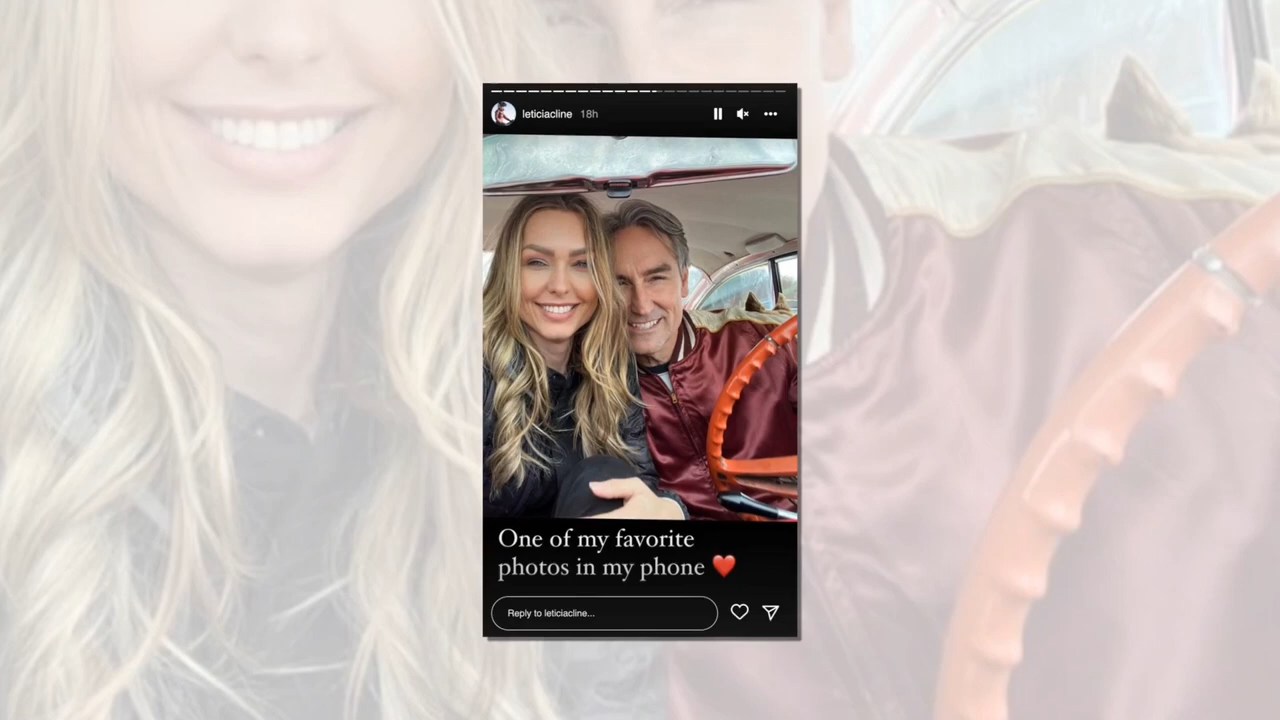 leticiacline 18h
One of my favorite
photos in my phone ❤️
Reply to leticiacline...